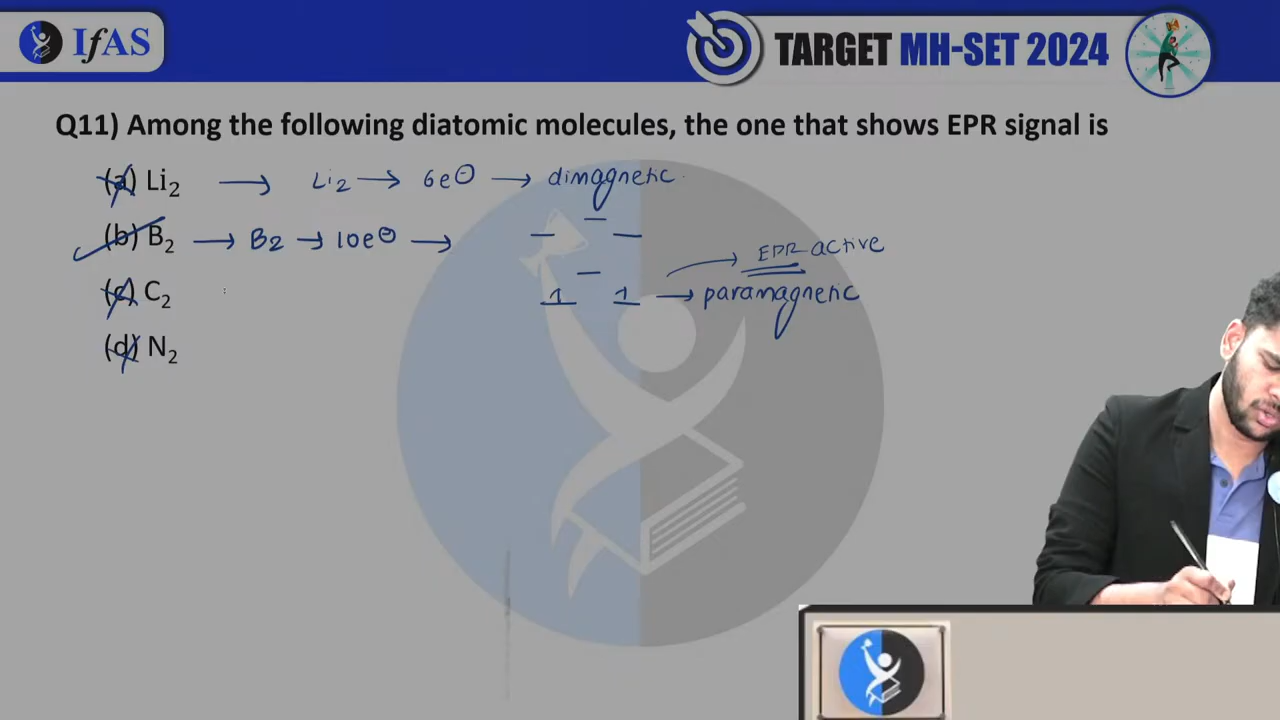 IfAS
TARGET MH-SET 2024
Q11) Among the following diatomic molecules, the one that shows EPR signal is
(a) Li2 → Li2 → 6e⊖ → dimagnetic
(b) B2 → B2 → 10e⊖ →
EPR active
1 1 → paramagnetic
(c) C2
(d) N2